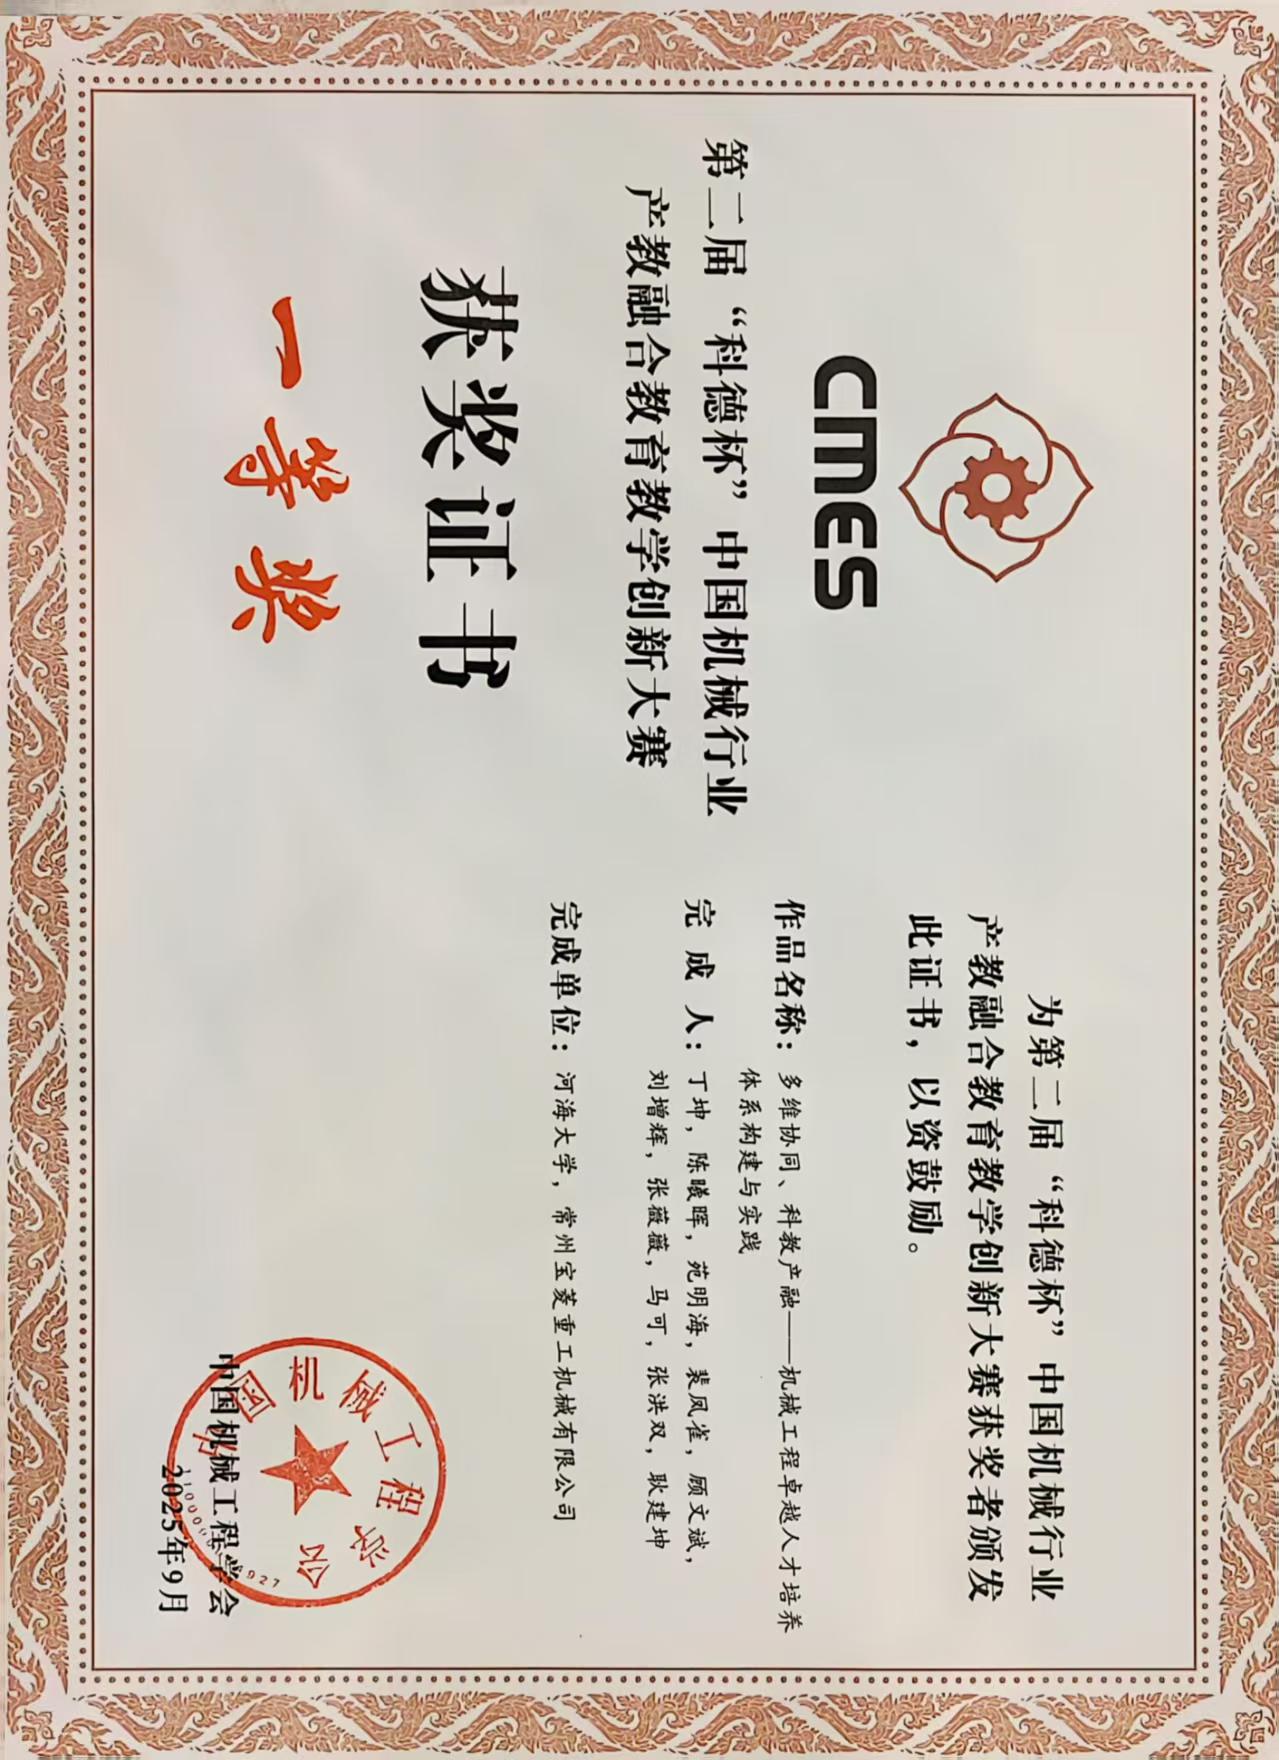 CMES
第二届“科德杯”中国机械行业
产教融合教育教学创新大赛
获奖证书
一等奖
为第二届“科德杯”中国机械行业
产教融合教育教学创新大赛获奖者颁发
此证书，以资鼓励。
作品名称：多维协同、科教产融——机械工程卓越人才培养
体系构建与实践
完 成 人：丁坤，陈曦晖，苑明海，裴凤雀，顾文斌，
刘增辉，张薇薇，马可，张洪双，耿建坤
完成单位：河海大学，常州宝菱重工机械有限公司
中国机械工程学会
2025年9月
中国机械工程学会